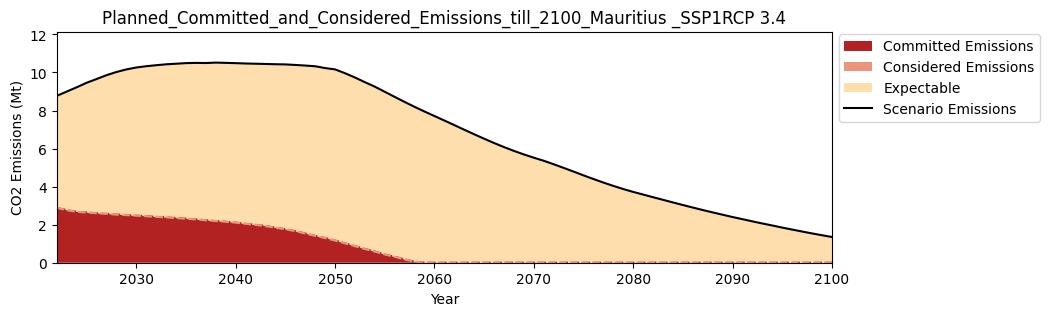 Planned_Committed_and_Considered_Emissions_till_2100_Mauritius _SSP1RCP 3.4
12
10
8
6
4
2
0
CO2 Emissions (Mt)
2030 2040 2050 2060 2070 2080 2090 2100
Year
Committed Emissions
Considered Emissions
Expectable
Scenario Emissions